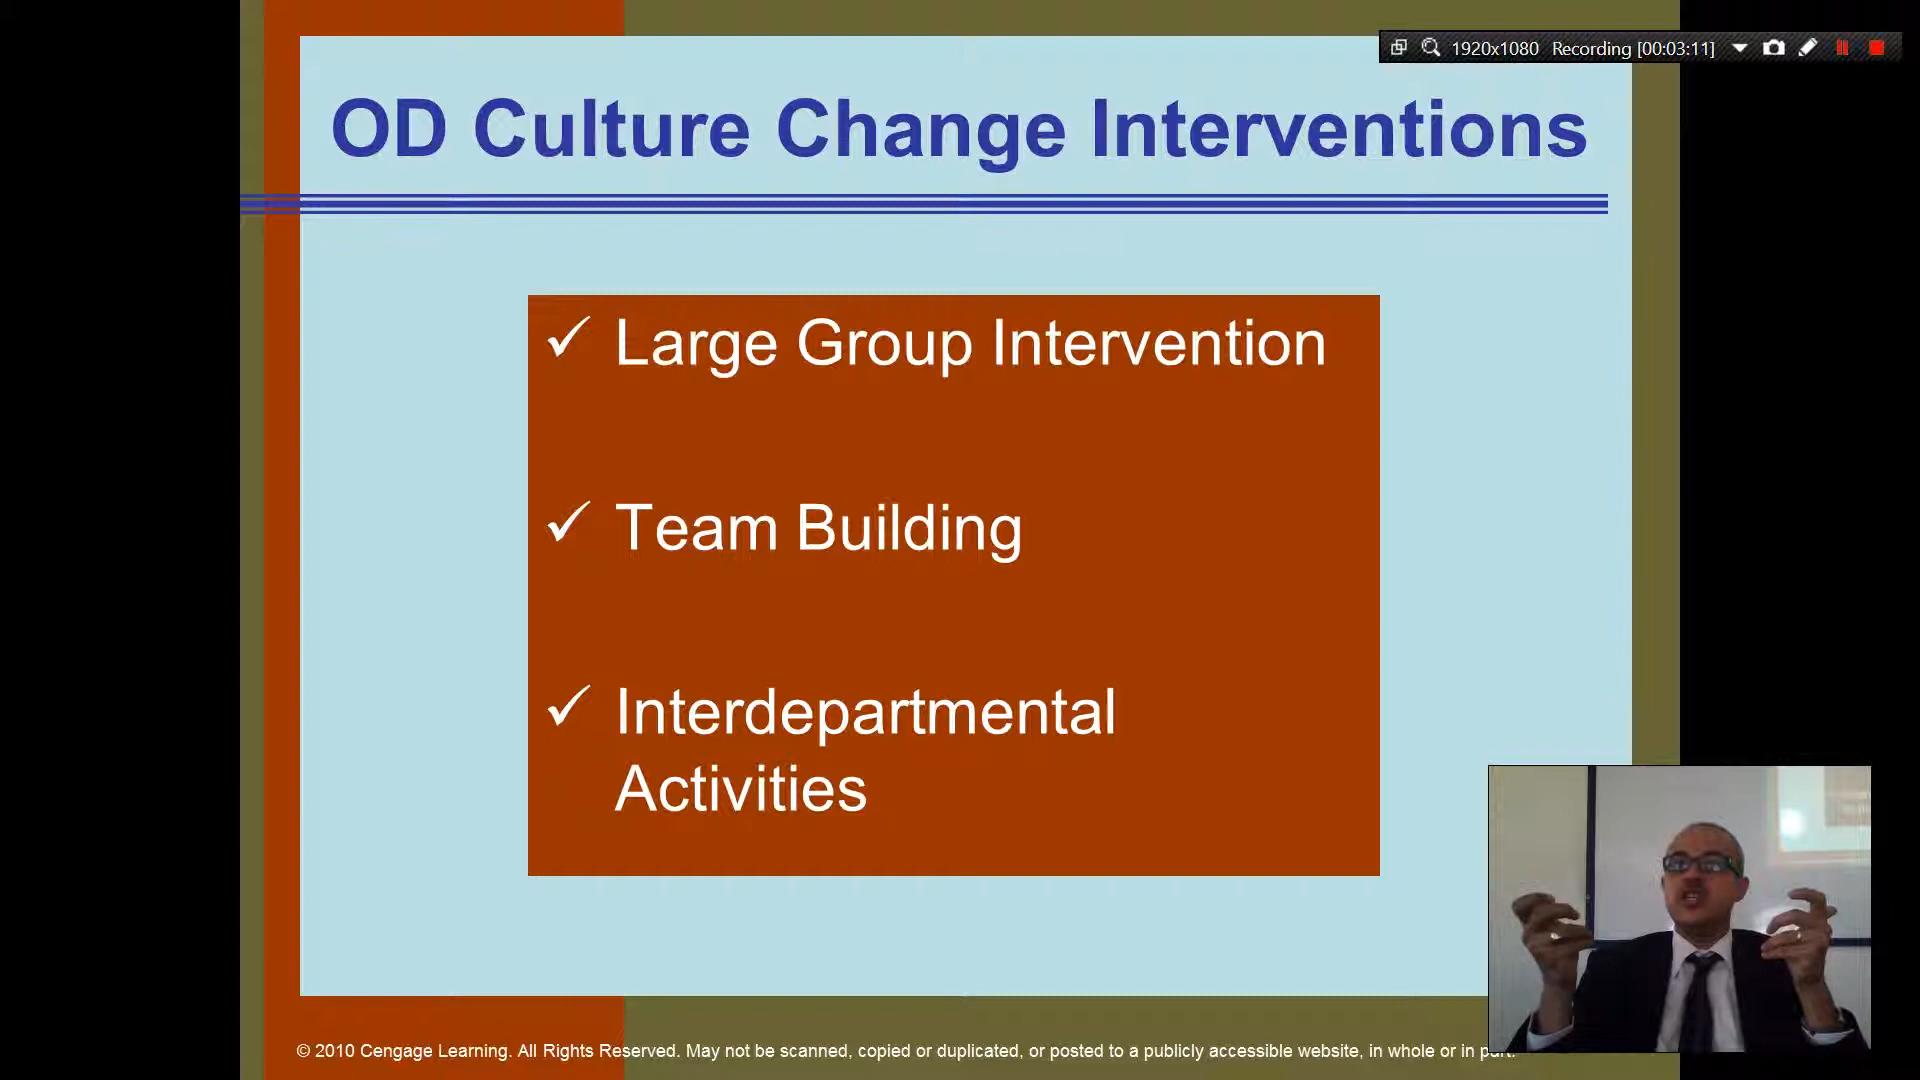 1920x1080 Recording [00:03:11]
OD Culture Change Interventions
✓ Large Group Intervention
✓ Team Building
✓ Interdepartmental
Activities
© 2010 Cengage Learning. All Rights Reserved. May not be scanned, copied or duplicated, or posted to a publicly accessible website, in whole or in part.